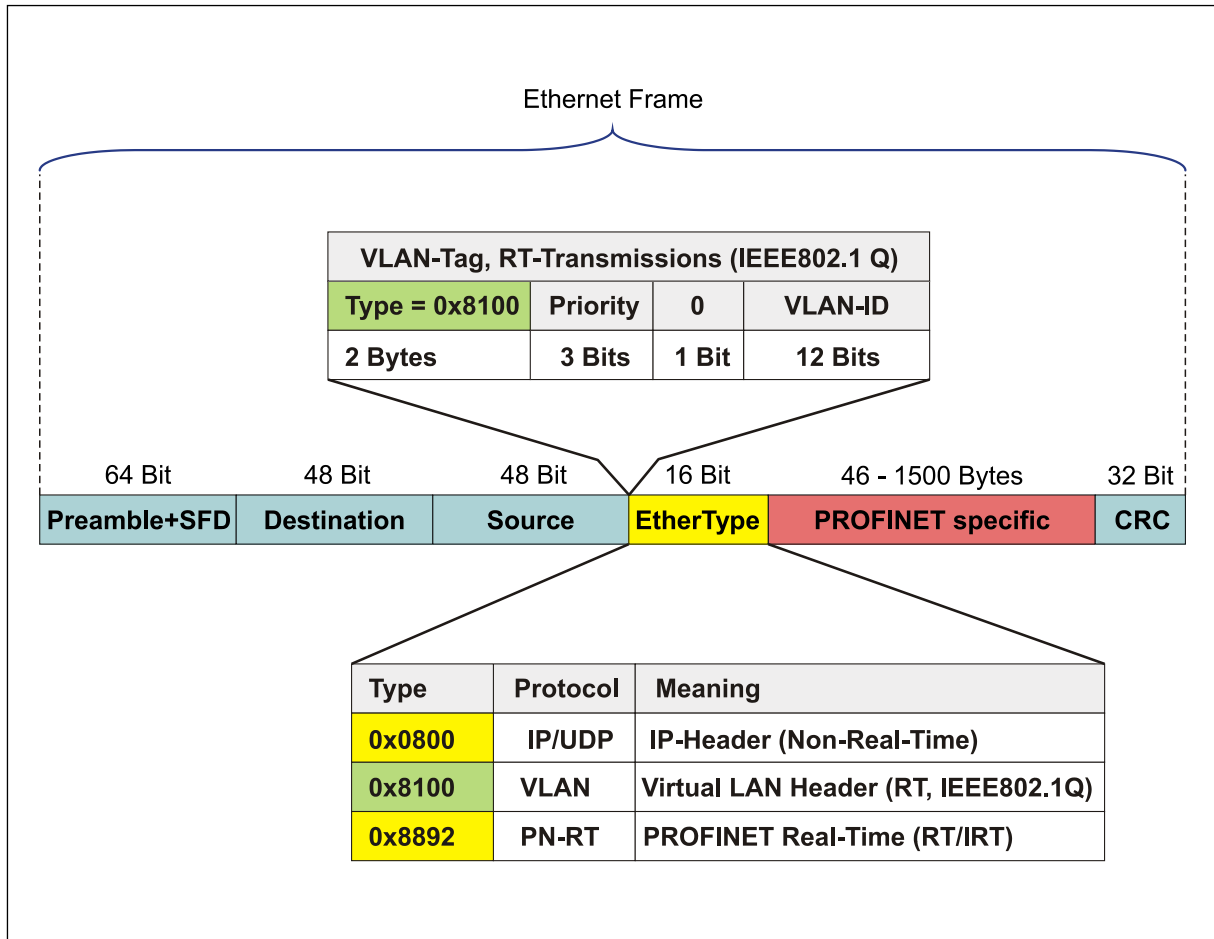 Ethernet Frame
VLAN-Tag, RT-Transmissions (IEEE802.1 Q)
Type = 0x8100 Priority 0 VLAN-ID
2 Bytes 3 Bits 1 Bit 12 Bits
64 Bit 48 Bit 48 Bit 16 Bit 46 - 1500 Bytes 32 Bit
Preamble+SFD Destination Source EtherType PROFINET specific CRC
Type Protocol Meaning
0x0800 IP/UDP IP-Header (Non-Real-Time)
0x8100 VLAN Virtual LAN Header (RT, IEEE802.1Q)
0x8892 PN-RT PROFINET Real-Time (RT/IRT)